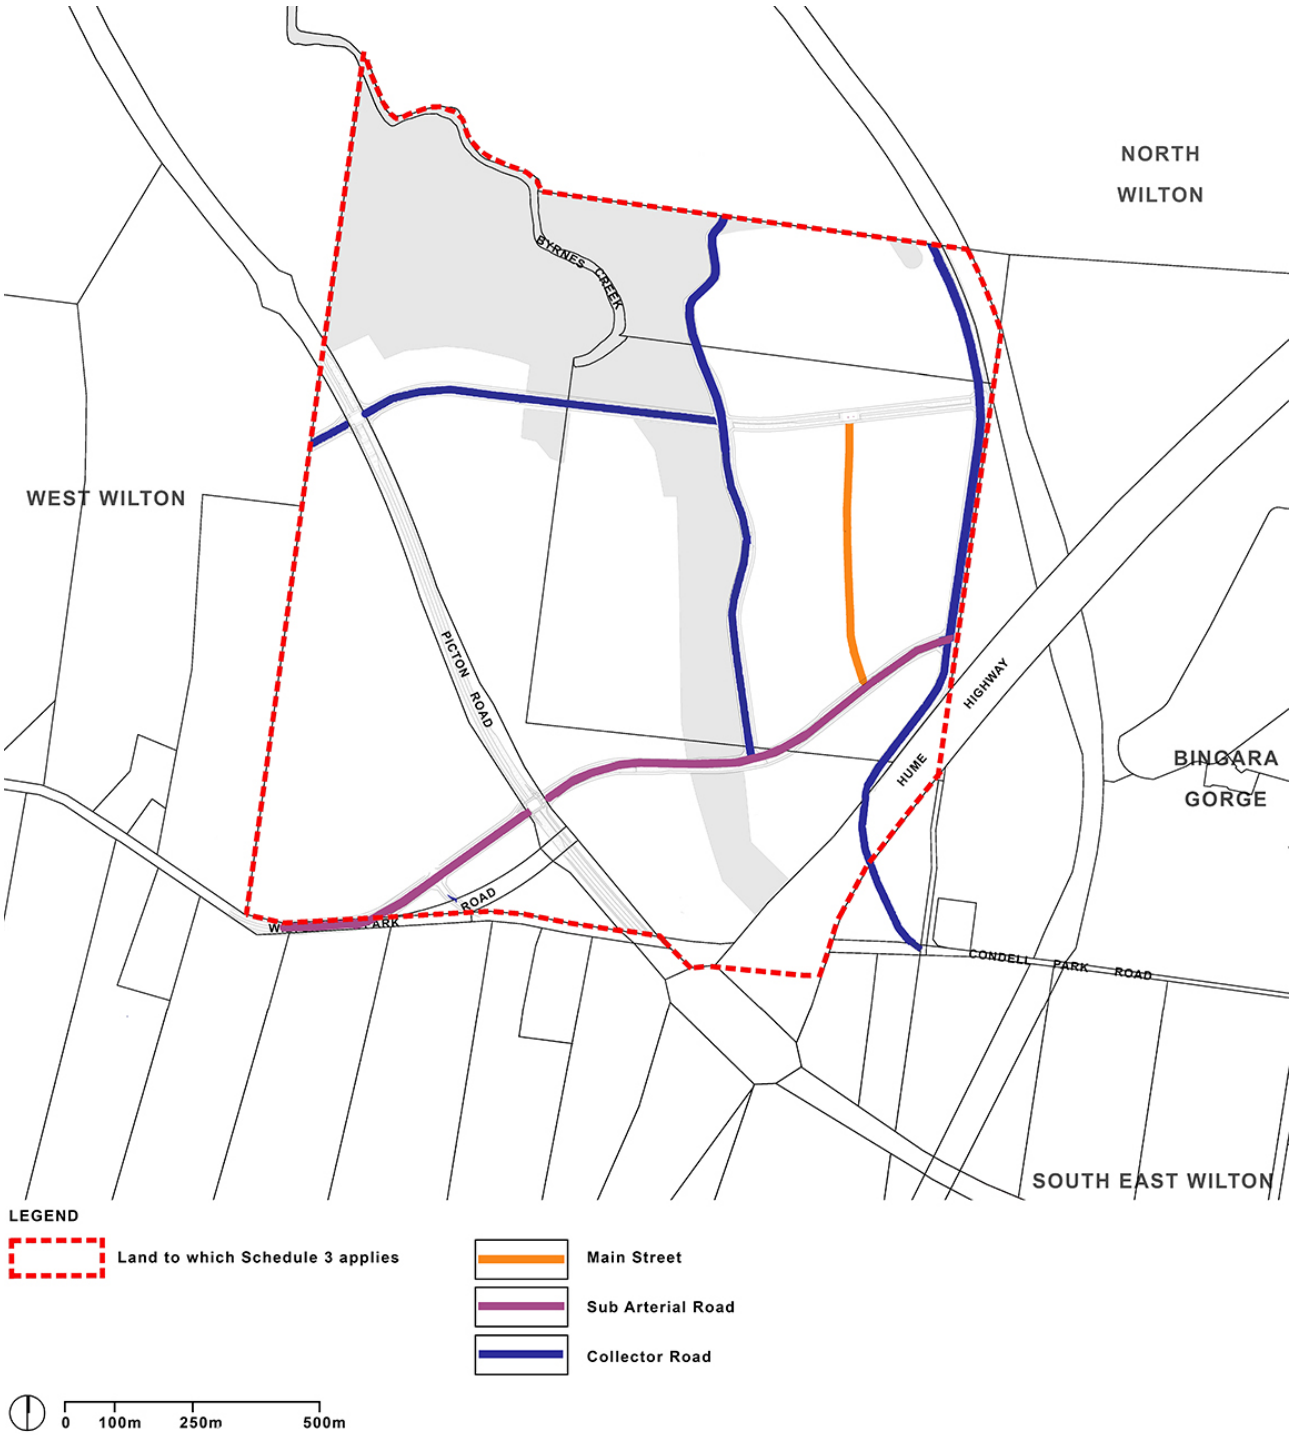 NORTH
WILTON
BYRNES CREEK
WEST WILTON
PICTON ROAD
HUME HIGHWAY
BINGARA
GORGE
PARK ROAD
CONDELL PARK ROAD
SOUTH EAST WILTON
LEGEND
Land to which Schedule 3 applies
Main Street
Sub Arterial Road
Collector Road
0 100m 250m 500m